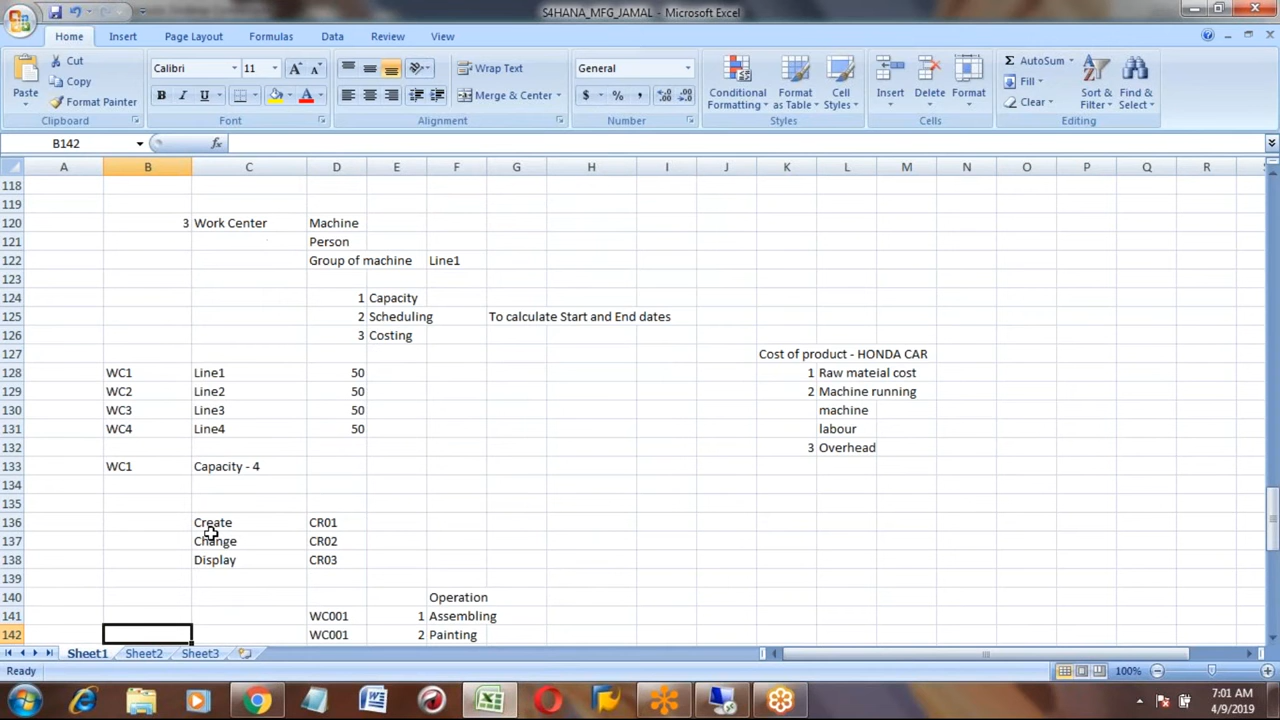 S4HANA_MFG_JAMAL - Microsoft Excel
Home Insert Page Layout Formulas Data Review View
Paste Cut Copy Format Painter Clipboard
Calibri 11 Font
Wrap Text Merge & Center Alignment
General Number
Conditional Formatting Format as Table Cell Styles Styles
Insert Delete Format Cells
AutoSum Fill Clear Sort & Filter Find & Select Editing
B142 fx
A B C D E F G H I J K L M N O P Q R
118
119
120 3 Work Center Machine
121 Person
122 Group of machine Line1
123
124 1 Capacity
125 2 Scheduling To calculate Start and End dates
126 3 Costing
127 Cost of product - HONDA CAR
128 WC1 Line1 50 1 Raw mateial cost
129 WC2 Line2 50 2 Machine running
130 WC3 Line3 50 machine
131 WC4 Line4 50 labour
132 3 Overhead
133 WC1 Capacity - 4
134
135
136 Create CR01
137 Change CR02
138 Display CR03
139
140 Operation
141 WC001 1 Assembling
142 WC001 2 Painting
Sheet1 Sheet2 Sheet3
Ready 100%
7:01 AM
4/9/2019